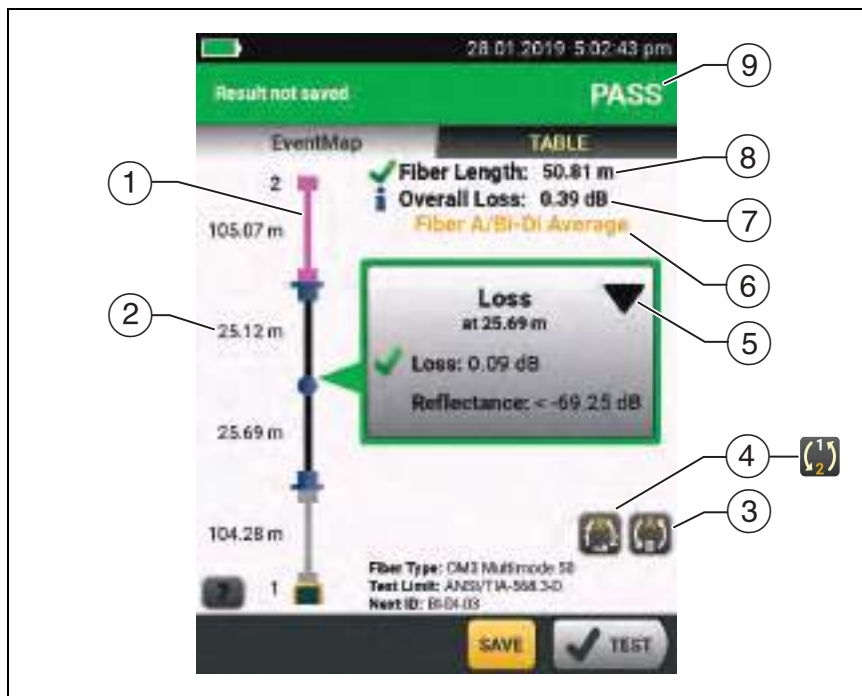 28 01 2019 5:02:43 pm
Result not saved
PASS
9
EventMap
TABLE
1
2
Fiber Length: 50.81 m
8
i Overall Loss: 0.39 dB
7
105.07 m
Fiber A/Bi-Di Average
6
Loss
at 25.69 m
5
2
25.12 m
Loss: 0.09 dB
Reflectance: < -69.25 dB
25.69 m
4
1
2
3
104.28 m
Fiber Type: OM3 Multimode 50
Test Limit: ANSI/TIA-568.3-D
Next ID: BI-DI-03
?
1
SAVE
TEST